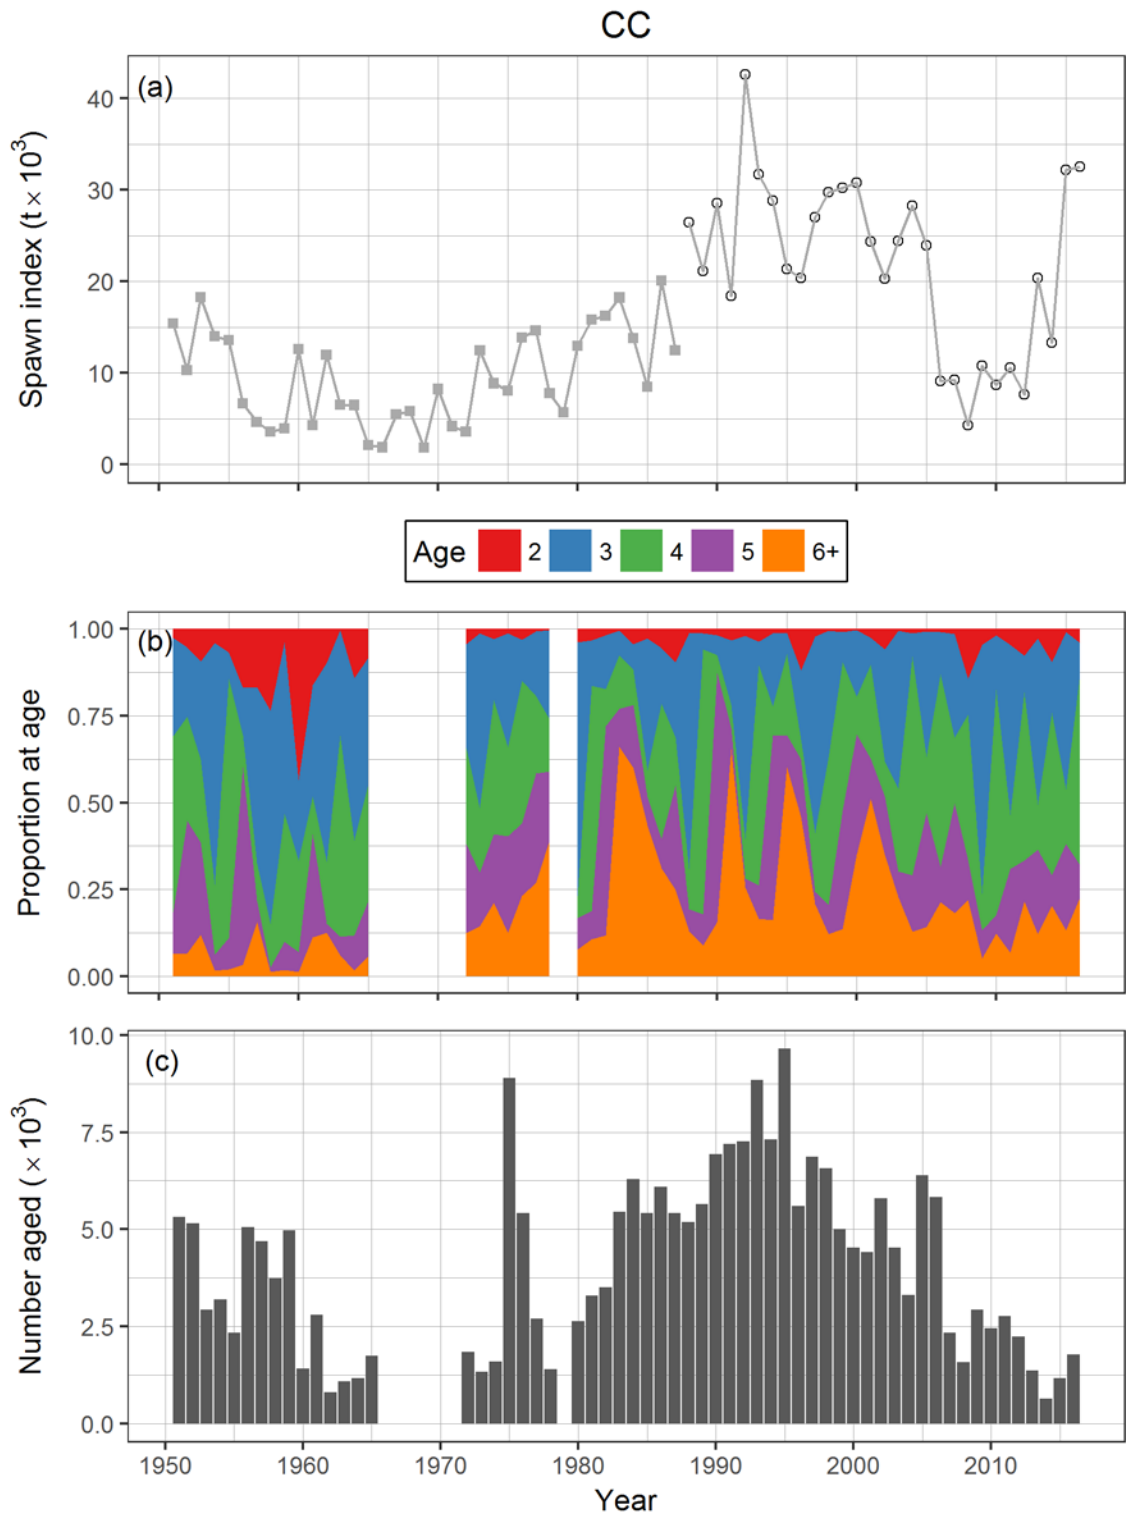 CC
(a)
Spawn index (t × 10³)
40
30
20
10
0
Age 2 3 4 5 6+
(b)
Proportion at age
1.00
0.75
0.50
0.25
0.00
(c)
Number aged ( × 10³)
10.0
7.5
5.0
2.5
0.0
1950 1960 1970 1980 1990 2000 2010
Year